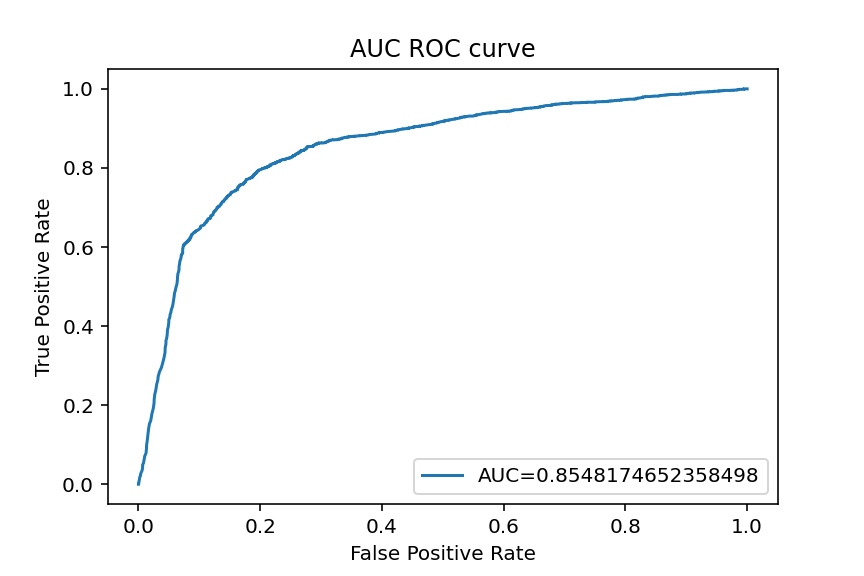 AUC ROC curve
1.0
0.8
0.6
0.4
0.2
0.0
True Positive Rate
AUC=0.8548174652358498
0.0 0.2 0.4 0.6 0.8 1.0
False Positive Rate